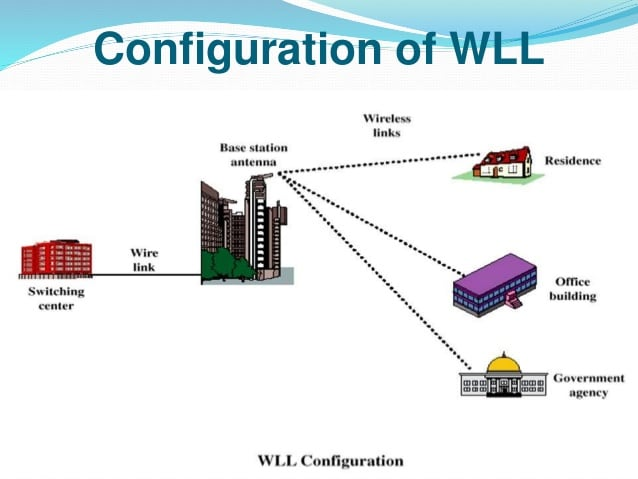 Configuration of WLL
Wireless
links
Base station
antenna
Residence
Wire
link
Switching
center
Office
building
Government
agency
WLL Configuration